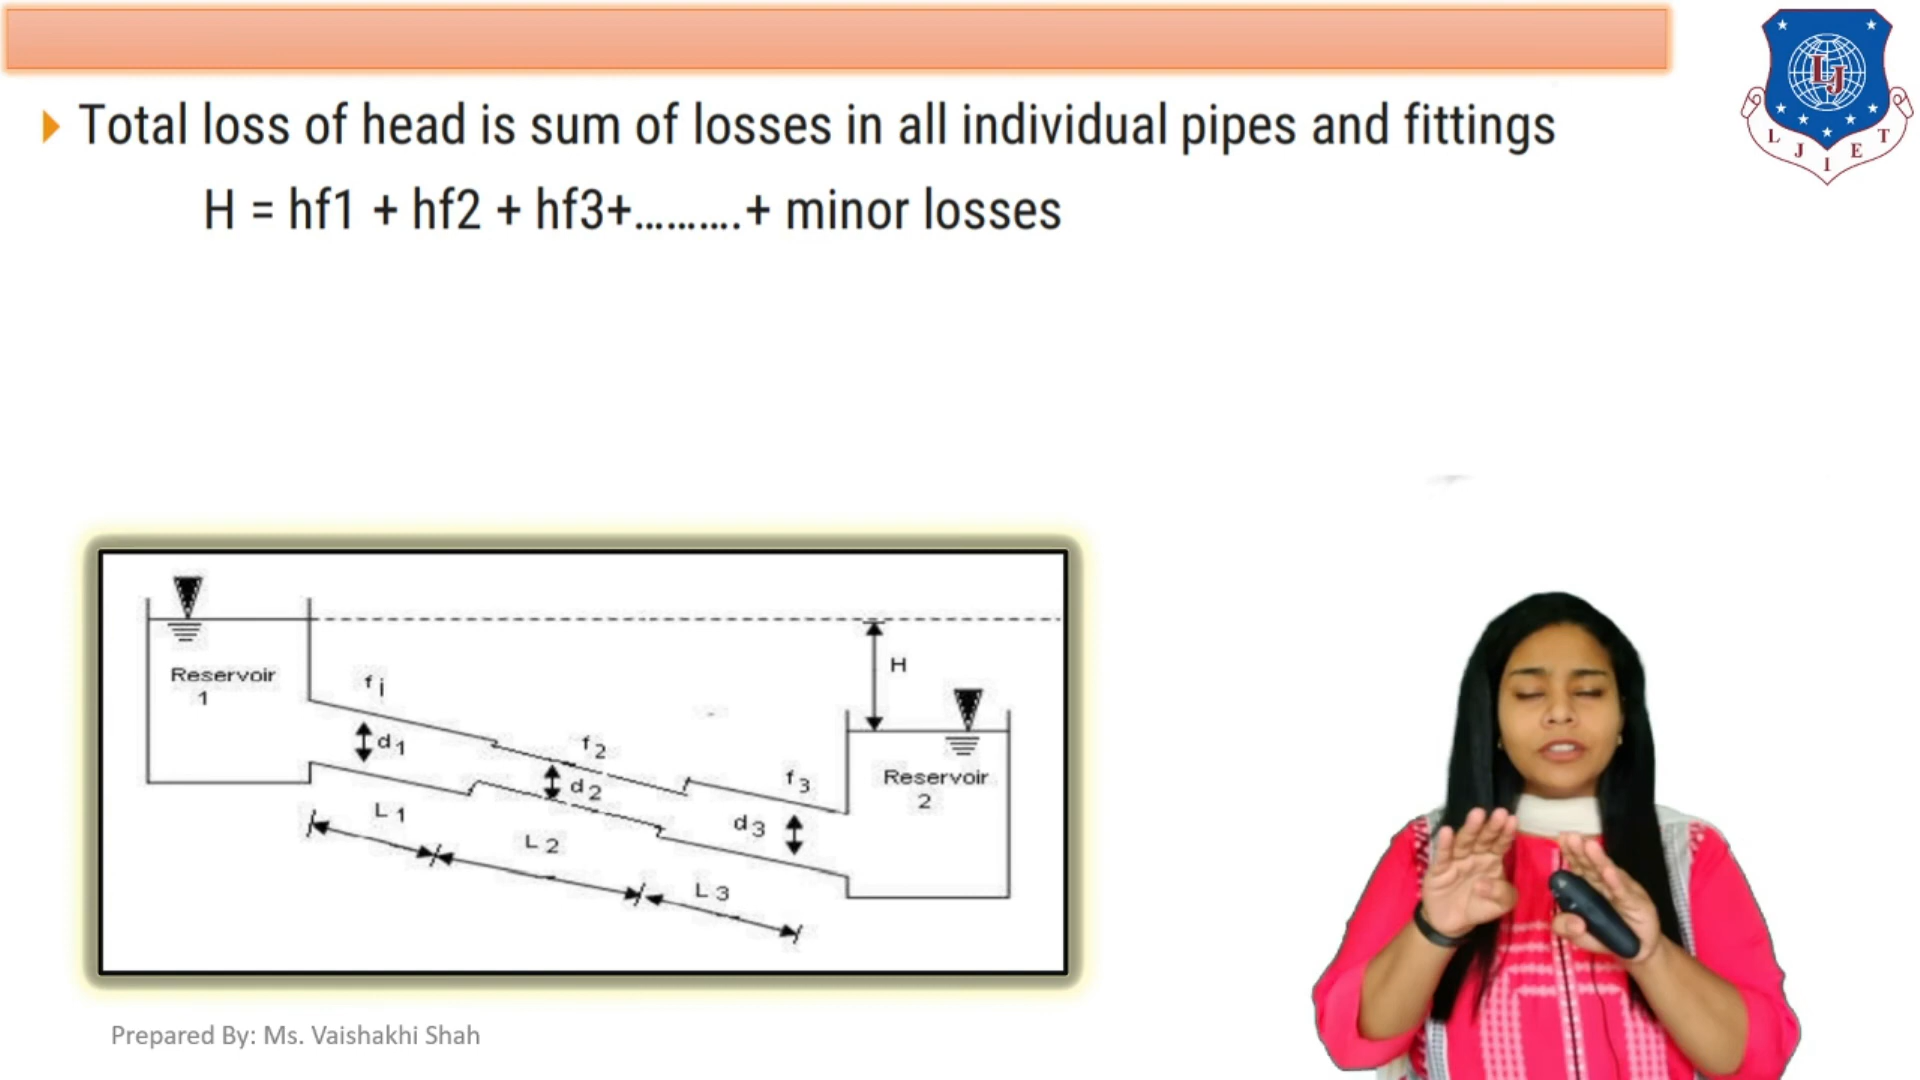 Total loss of head is sum of losses in all individual pipes and fittings
H = hf1 + hf2 + hf3+..........+ minor losses
LJ
L J I E T
Reservoir
1
f i
d 1
L 1
f 2
d 2
L 2
f 3
d 3
L 3
H
Reservoir
2
Prepared By: Ms. Vaishakhi Shah